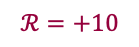 ℛ = +10